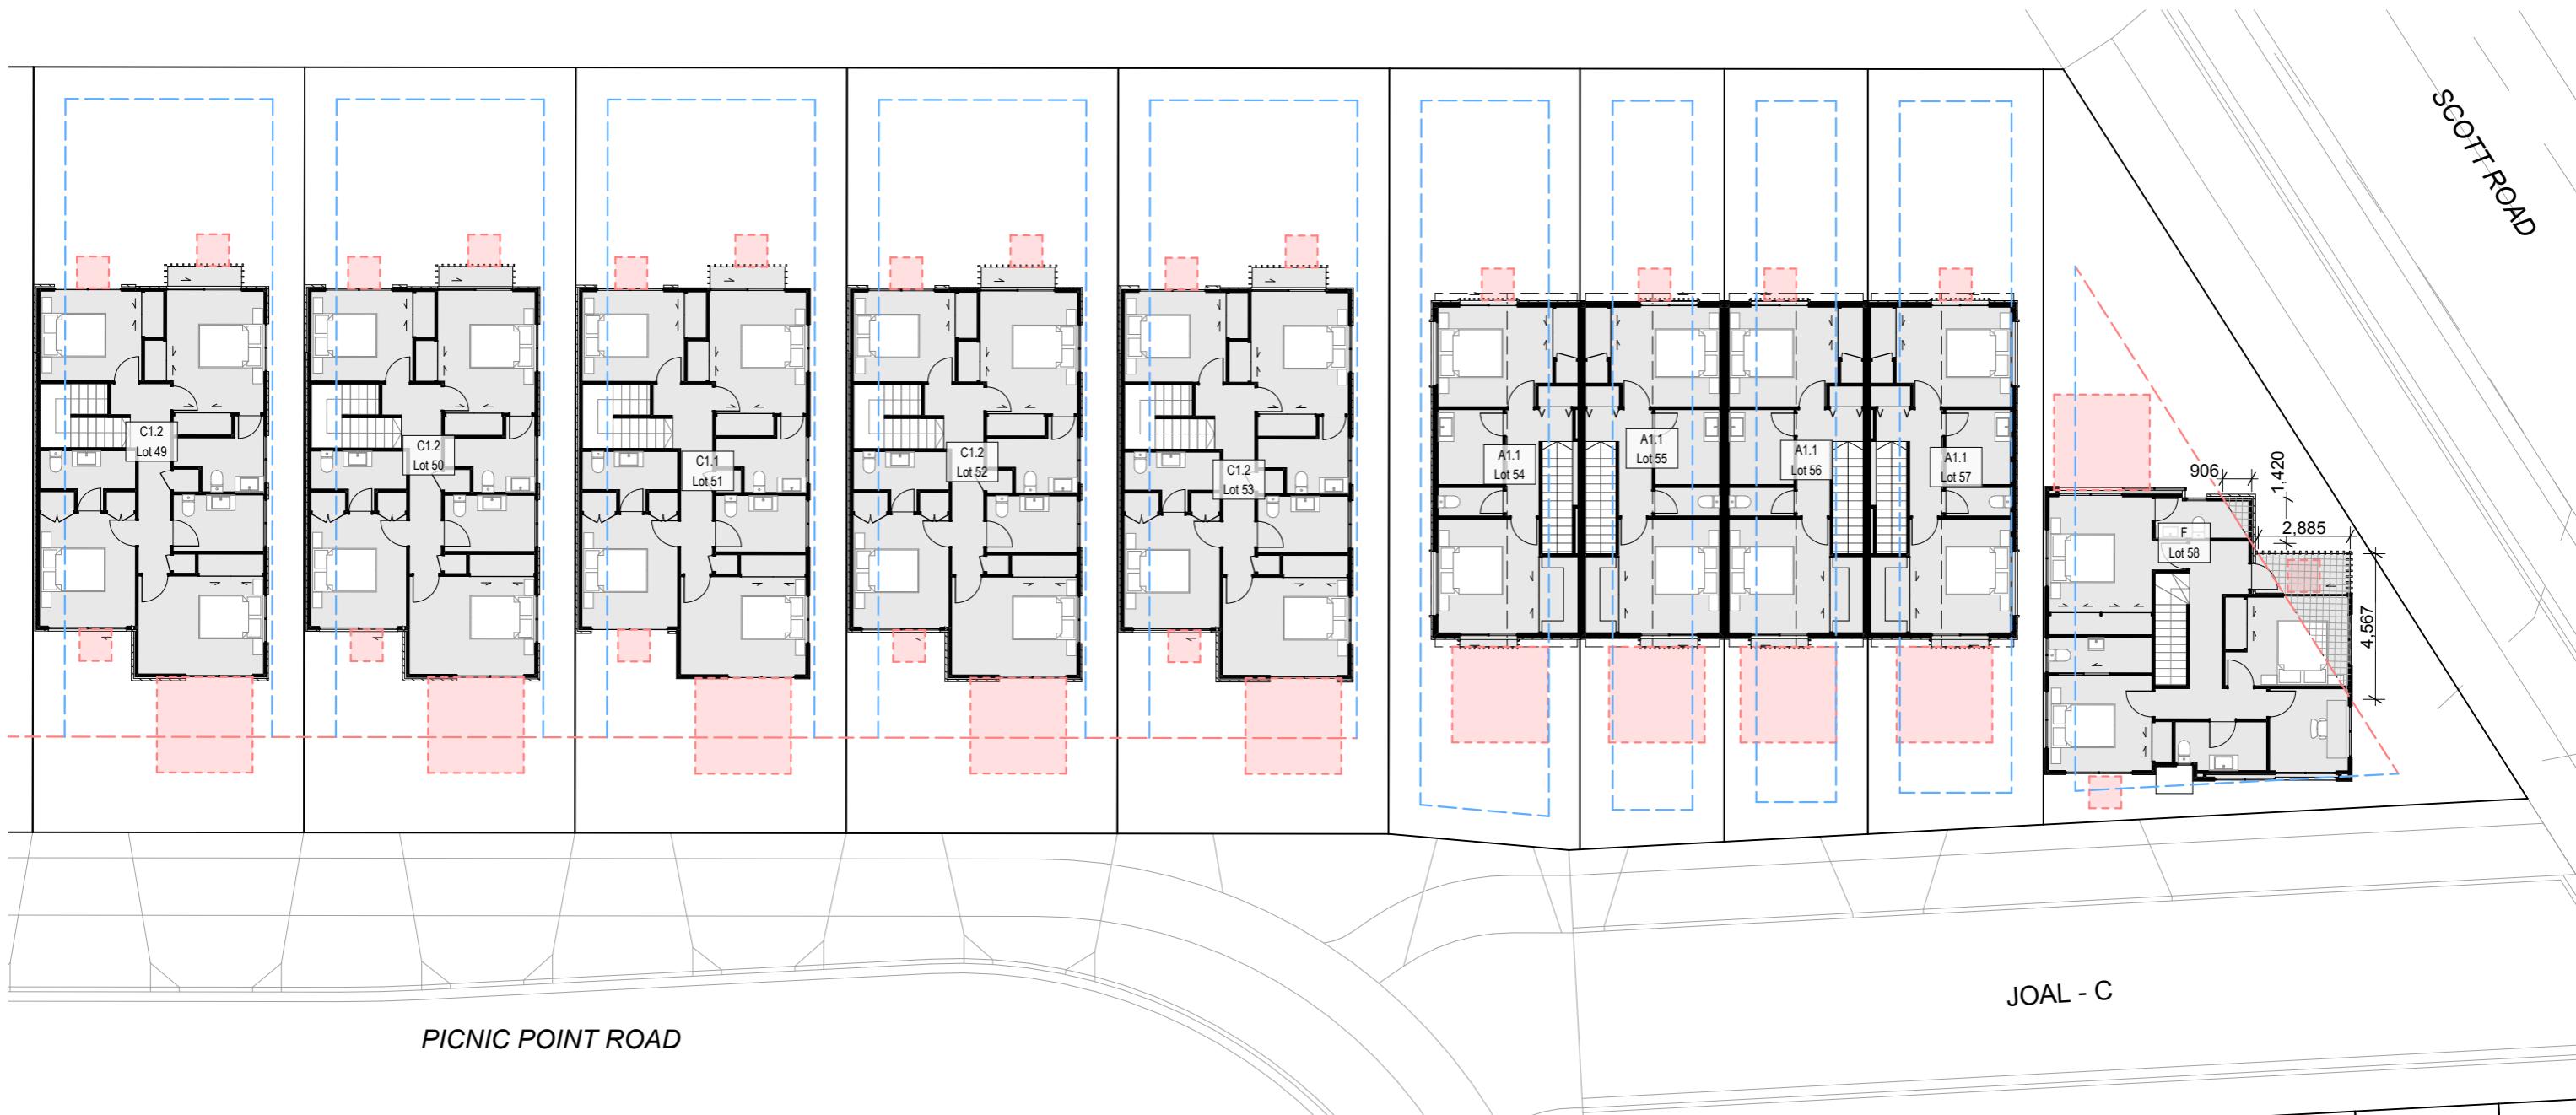 SCOTT ROAD
C1.2
Lot 49
C1.2
Lot 50
C1.1
Lot 51
C1.2
Lot 52
C1.2
Lot 53
A1.1
Lot 54
A1.1
Lot 55
A1.1
Lot 56
A1.1
Lot 57
906
1,420
F
Lot 58
2,885
4,567
JOAL - C
PICNIC POINT ROAD